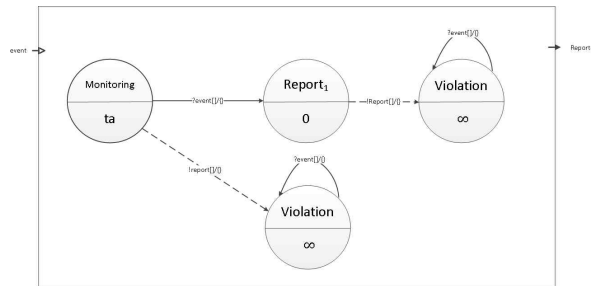 ?event[]/{}
event
Report
Monitoring
ta
?event[]/{}
Report₁
0
!Report[]/{}
Violation
∞
!report[]/{}
?event[]/{}
Violation
∞